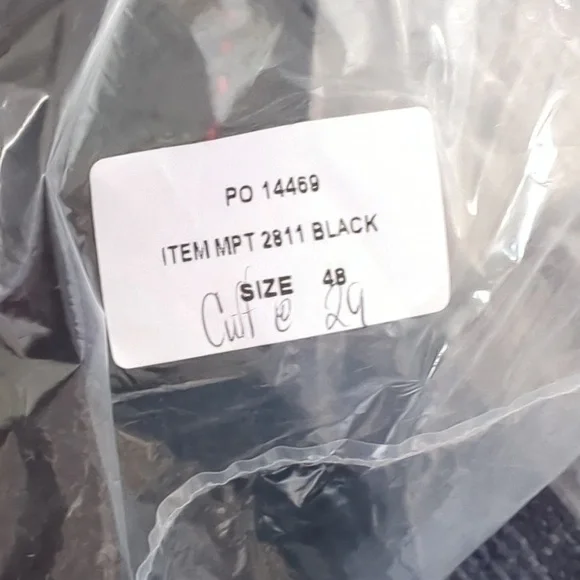 PO 14469
ITEM MPT 2811 BLACK
SIZE 48
Cuff @ 29